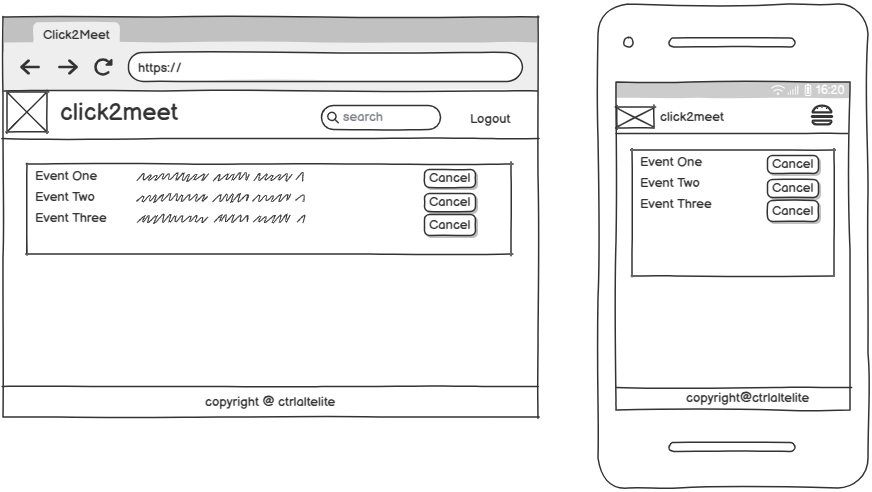 Click2Meet
https://
click2meet
search
Logout
Event One
Cancel
Event Two
Cancel
Event Three
Cancel
copyright @ ctrlaltelite
16:20
click2meet
Event One
Cancel
Event Two
Cancel
Event Three
Cancel
copyright@ctrlaltelite